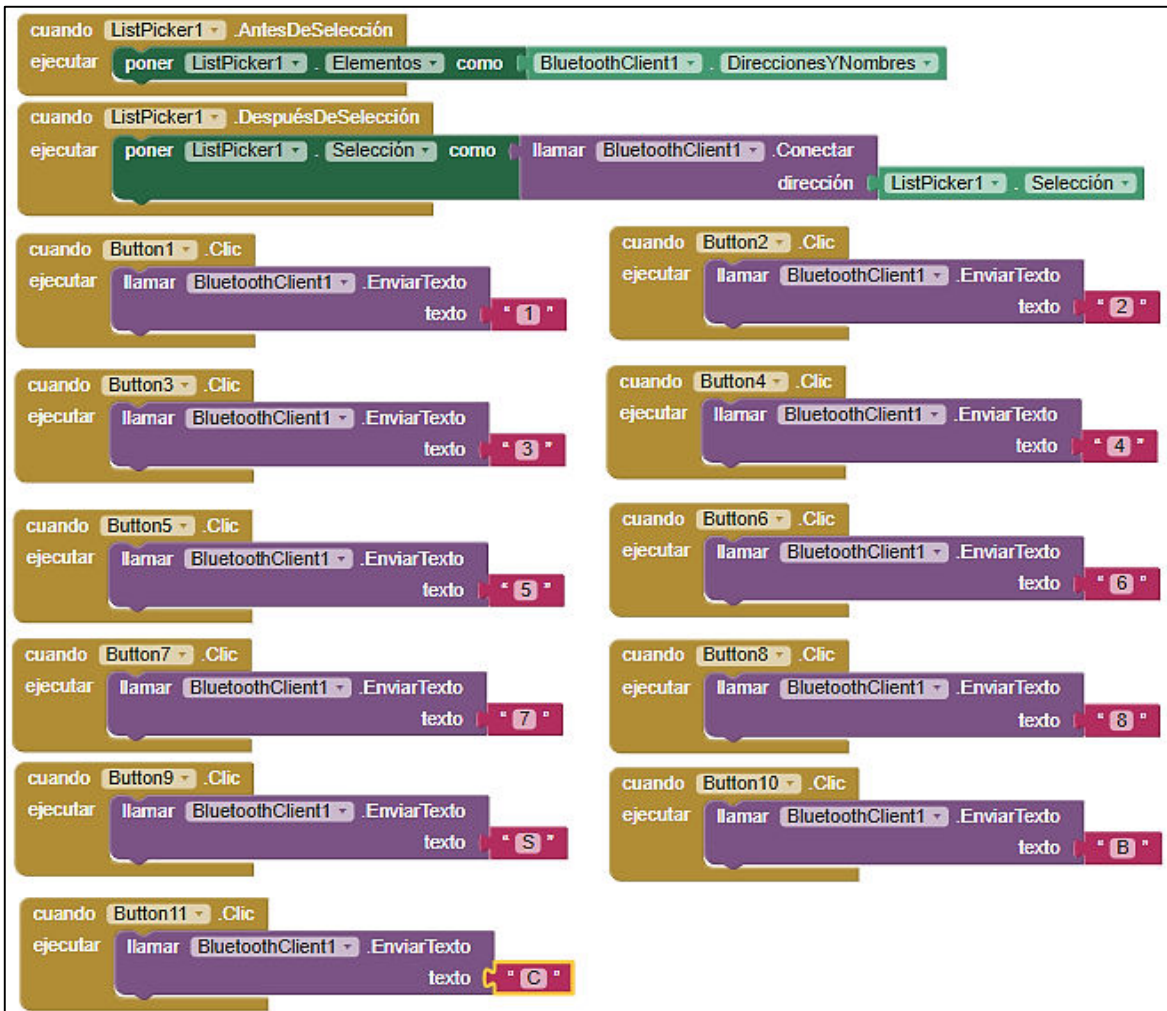 cuando ListPicker1 .AntesDeSelección
ejecutar poner ListPicker1 . Elementos como BluetoothClient1 . DireccionesYNombres
cuando ListPicker1 .DespuésDeSelección
ejecutar poner ListPicker1 . Selección como llamar BluetoothClient1 .Conectar
dirección ListPicker1 . Selección
cuando Button1 .Clic
ejecutar llamar BluetoothClient1 .EnviarTexto
texto " 1 "
cuando Button2 .Clic
ejecutar llamar BluetoothClient1 .EnviarTexto
texto " 2 "
cuando Button3 .Clic
ejecutar llamar BluetoothClient1 .EnviarTexto
texto " 3 "
cuando Button4 .Clic
ejecutar llamar BluetoothClient1 .EnviarTexto
texto " 4 "
cuando Button5 .Clic
ejecutar llamar BluetoothClient1 .EnviarTexto
texto " 5 "
cuando Button6 .Clic
ejecutar llamar BluetoothClient1 .EnviarTexto
texto " 6 "
cuando Button7 .Clic
ejecutar llamar BluetoothClient1 .EnviarTexto
texto " 7 "
cuando Button8 .Clic
ejecutar llamar BluetoothClient1 .EnviarTexto
texto " 8 "
cuando Button9 .Clic
ejecutar llamar BluetoothClient1 .EnviarTexto
texto " S "
cuando Button10 .Clic
ejecutar llamar BluetoothClient1 .EnviarTexto
texto " B "
cuando Button11 .Clic
ejecutar llamar BluetoothClient1 .EnviarTexto
texto " C "